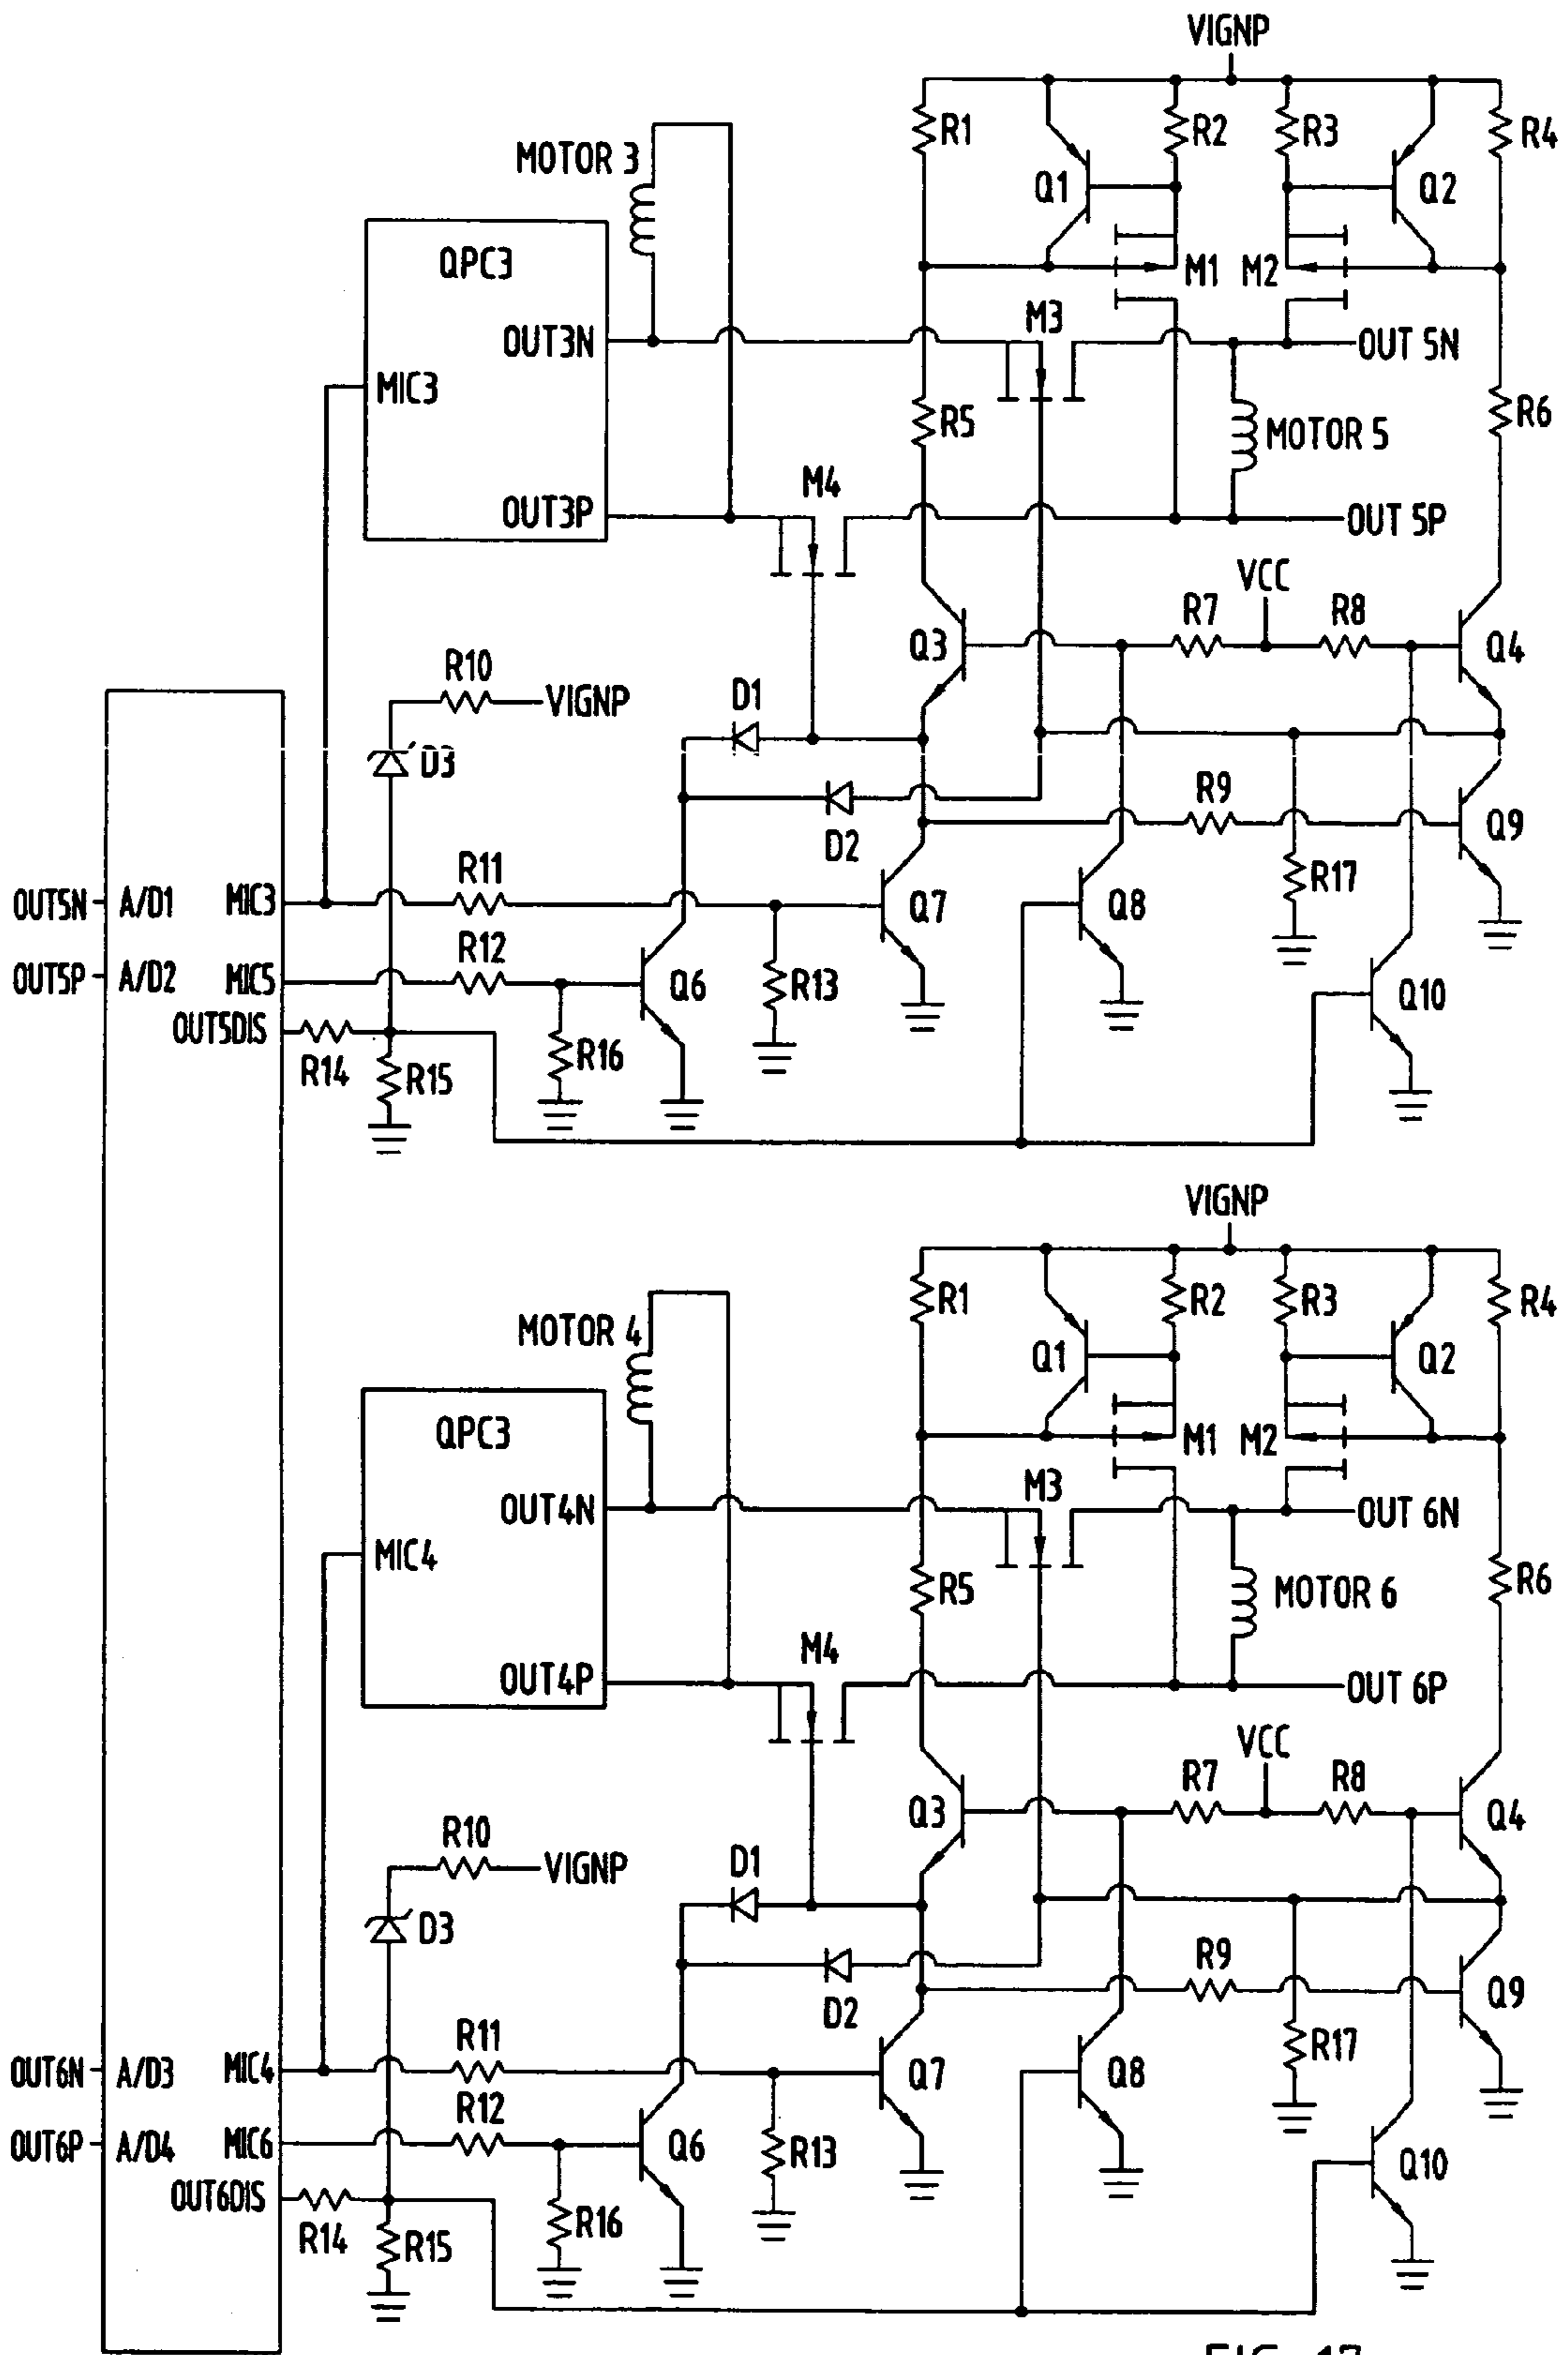 VIGNP
R1
R2
R3
R4
MOTOR 3
Q1
Q2
QPC3
M1
M2
M3
OUT3N
OUT 5N
MIC3
R5
MOTOR 5
R6
M4
OUT3P
OUT 5P
VCC
R7
R8
Q3
Q4
R10
VIGNP
D1
D3
R9
Q9
D2
R11
R17
OUT5N
A/D1
MIC3
Q7
Q8
R12
OUT5P
A/D2
MIC5
Q6
R13
Q10
OUT5DIS
R14
R15
R16
VIGNP
R1
R2
R3
R4
MOTOR 4
Q1
Q2
QPC3
M1
M2
M3
OUT4N
OUT 6N
MIC4
R5
MOTOR 6
R6
M4
OUT4P
OUT 6P
VCC
R7
R8
Q3
Q4
R10
VIGNP
D1
D3
R9
Q9
D2
R11
R17
OUT6N
A/D3
MIC4
Q7
Q8
R12
OUT6P
A/D4
MIC6
Q6
R13
Q10
OUT6DIS
R14
R15
R16